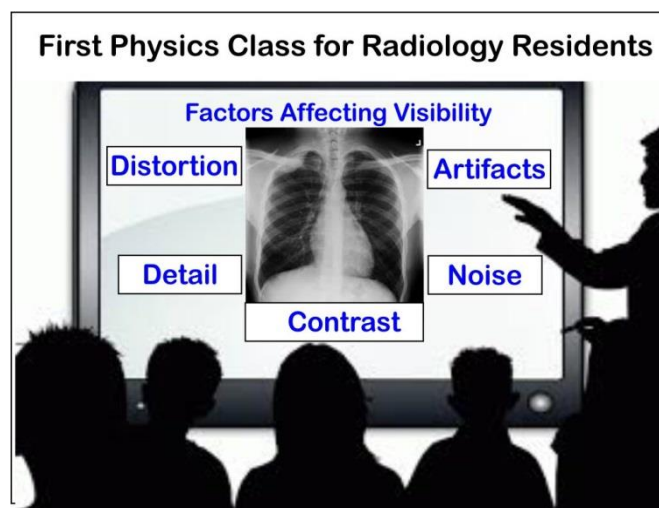 First Physics Class for Radiology Residents
Factors Affecting Visibility
Distortion
Artifacts
Detail
Noise
Contrast